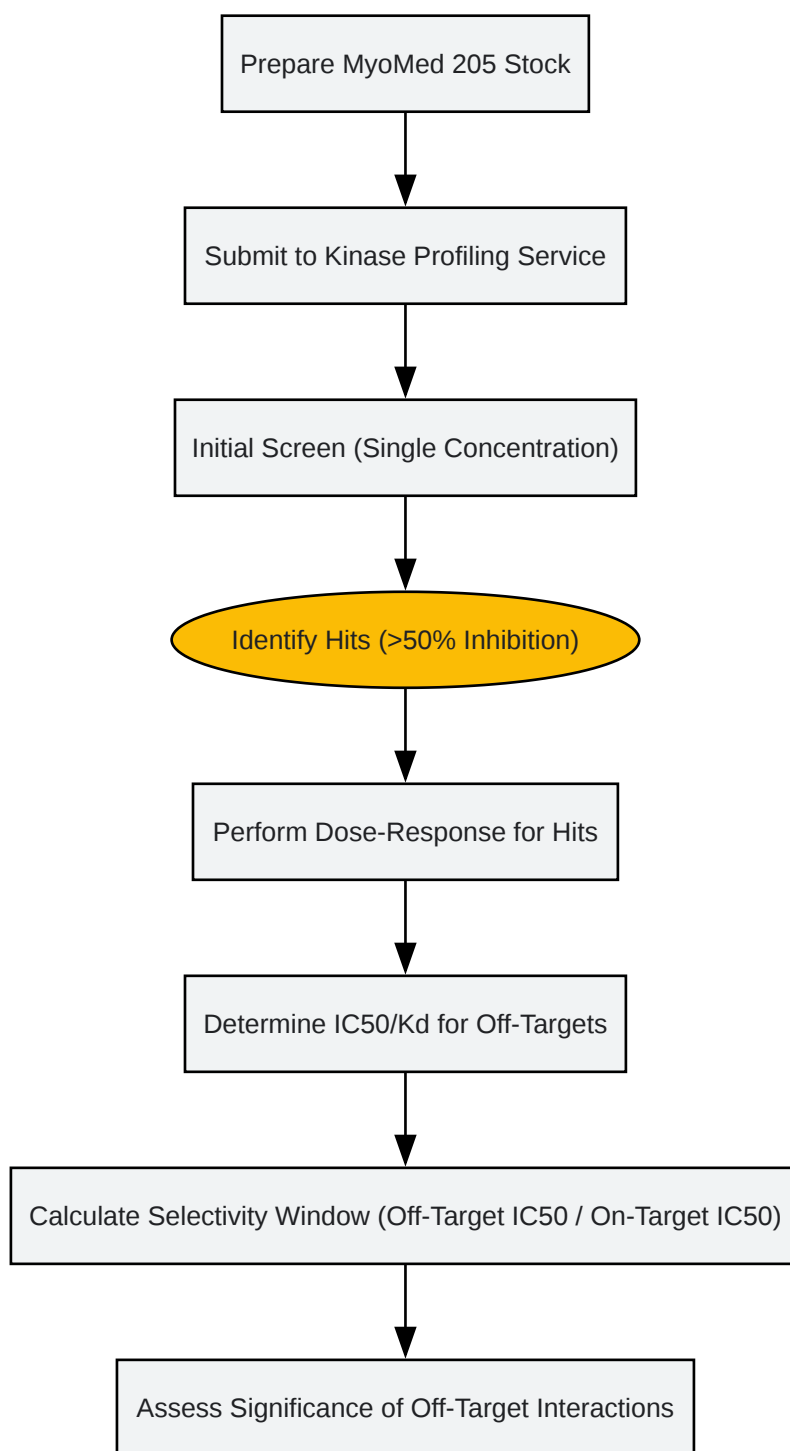 Prepare MyoMed 205 Stock
Submit to Kinase Profiling Service
Initial Screen (Single Concentration)
Identify Hits (>50% Inhibition)
Perform Dose-Response for Hits
Determine IC50/Kd for Off-Targets
Calculate Selectivity Window (Off-Target IC50 / On-Target IC50)
Assess Significance of Off-Target Interactions